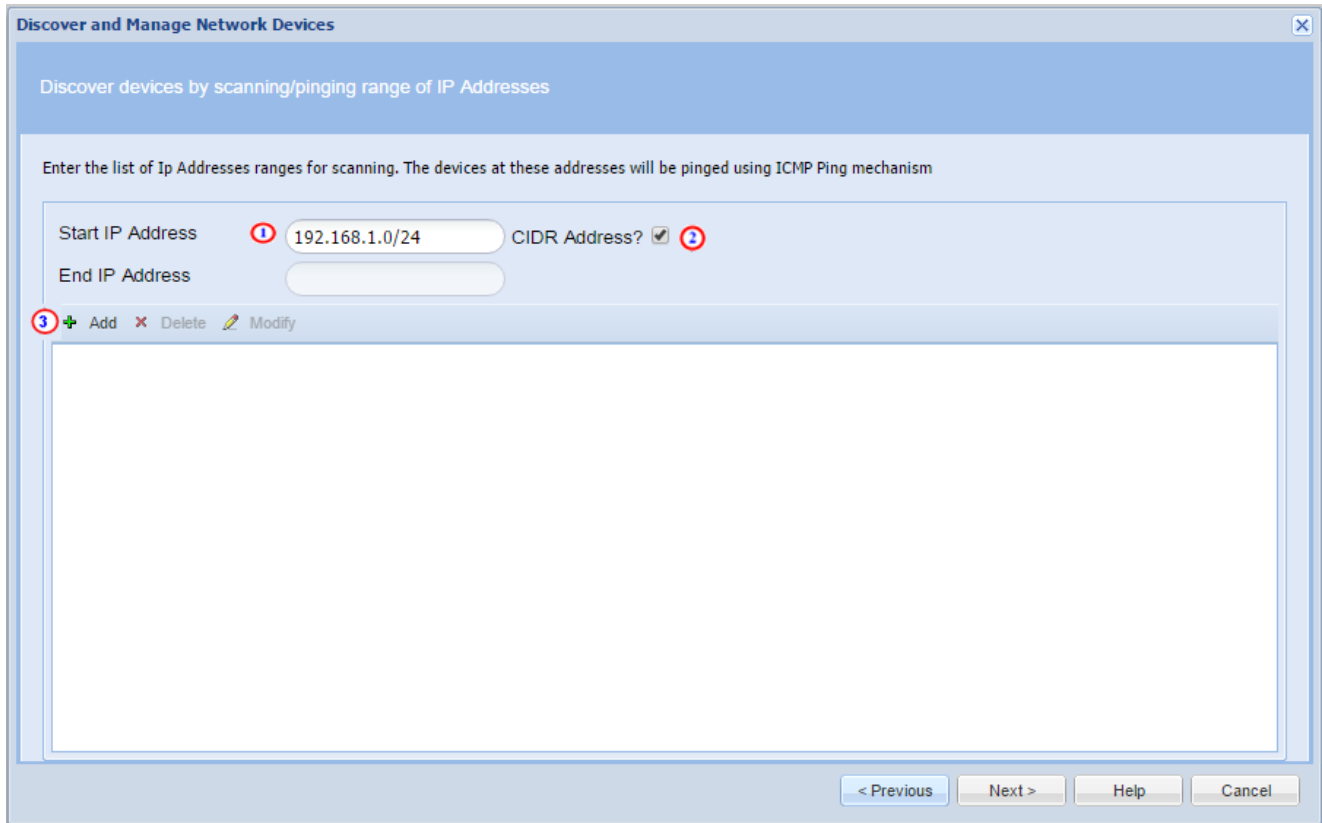 Discover and Manage Network Devices
Discover devices by scanning/pinging range of IP Addresses
Enter the list of Ip Addresses ranges for scanning. The devices at these addresses will be pinged using ICMP Ping mechanism
Start IP Address 1 192.168.1.0/24 CIDR Address? 2
End IP Address
3 Add Delete Modify
< Previous Next > Help Cancel